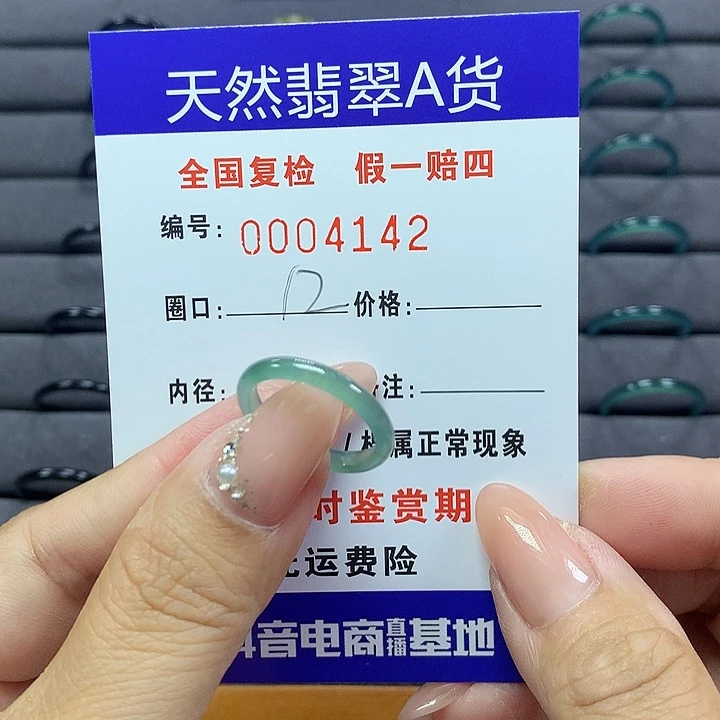 天然翡翠A货
全国复检 假一赔四
编号: 0004142
圈口: 12 价格:
内径: 注:
属正常现象
时鉴赏期
运费险
音电商直播基地